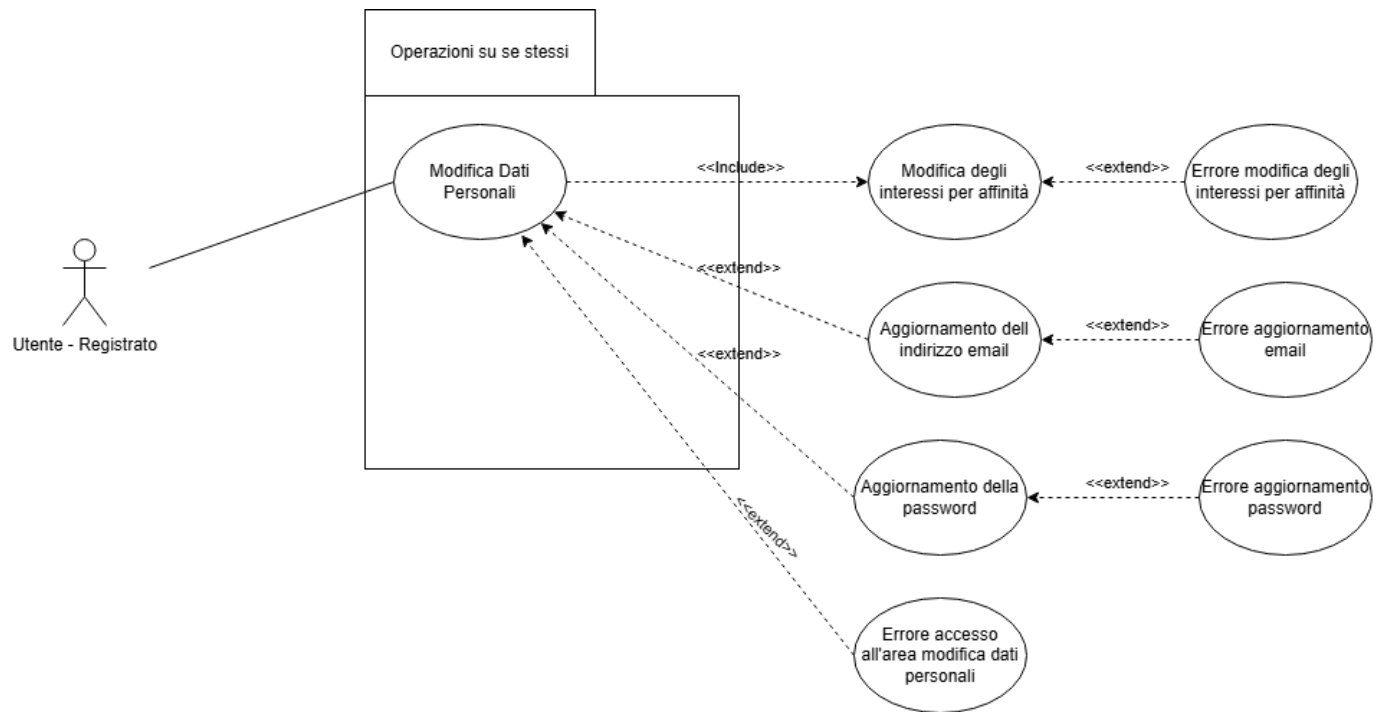 Operazioni su se stessi
Modifica Dati
Personali
<<Include>>
Modifica degli
interessi per affinità
<<extend>>
Errore modifica degli
interessi per affinità
Utente - Registrato
<<extend>>
Aggiornamento dell
indirizzo email
<<extend>>
Errore aggiornamento
email
<<extend>>
Aggiornamento della
password
<<extend>>
Errore aggiornamento
password
<<extend>>
Errore accesso
all'area modifica dati
personali